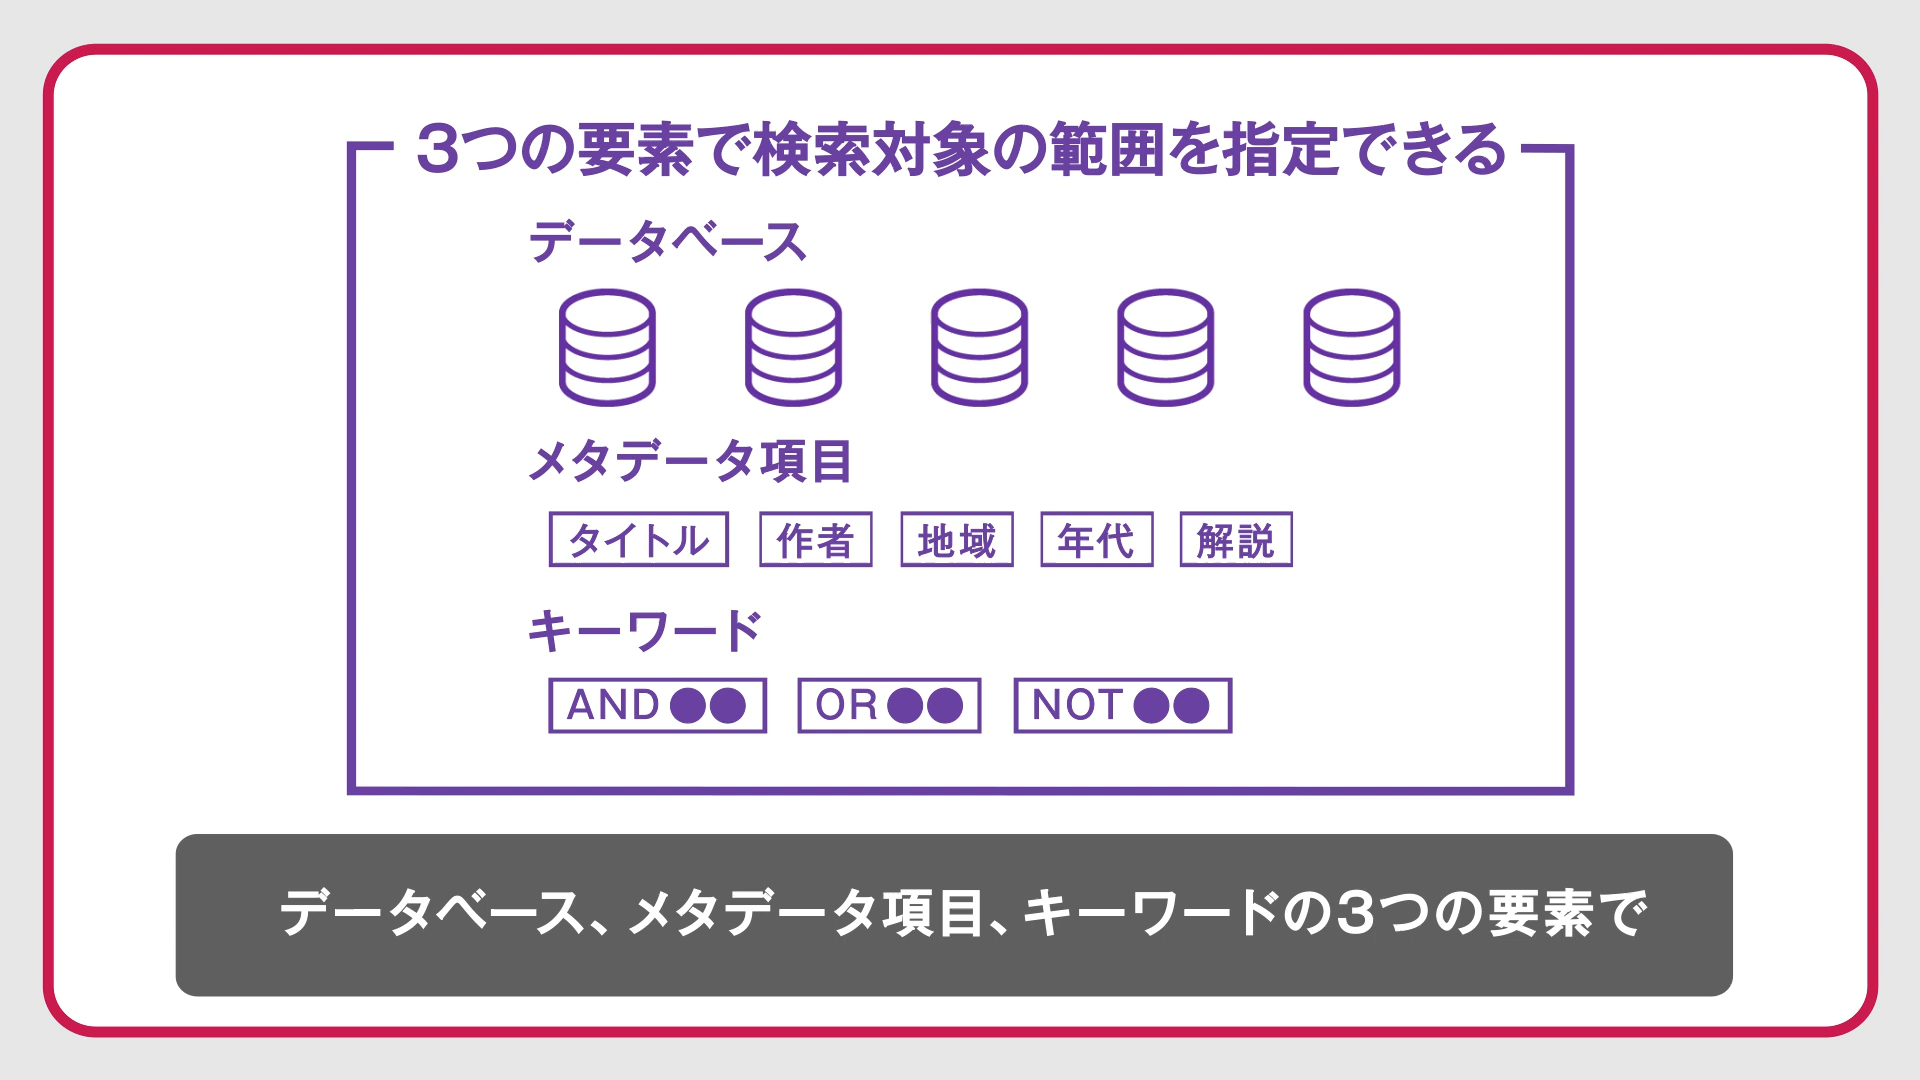 3つの要素で検索対象の範囲を指定できる
データベース
メタデータ項目
タイトル 作者 地域 年代 解説
キーワード
AND ●● OR ●● NOT ●●
データベース、メタデータ項目、キーワードの3つの要素で